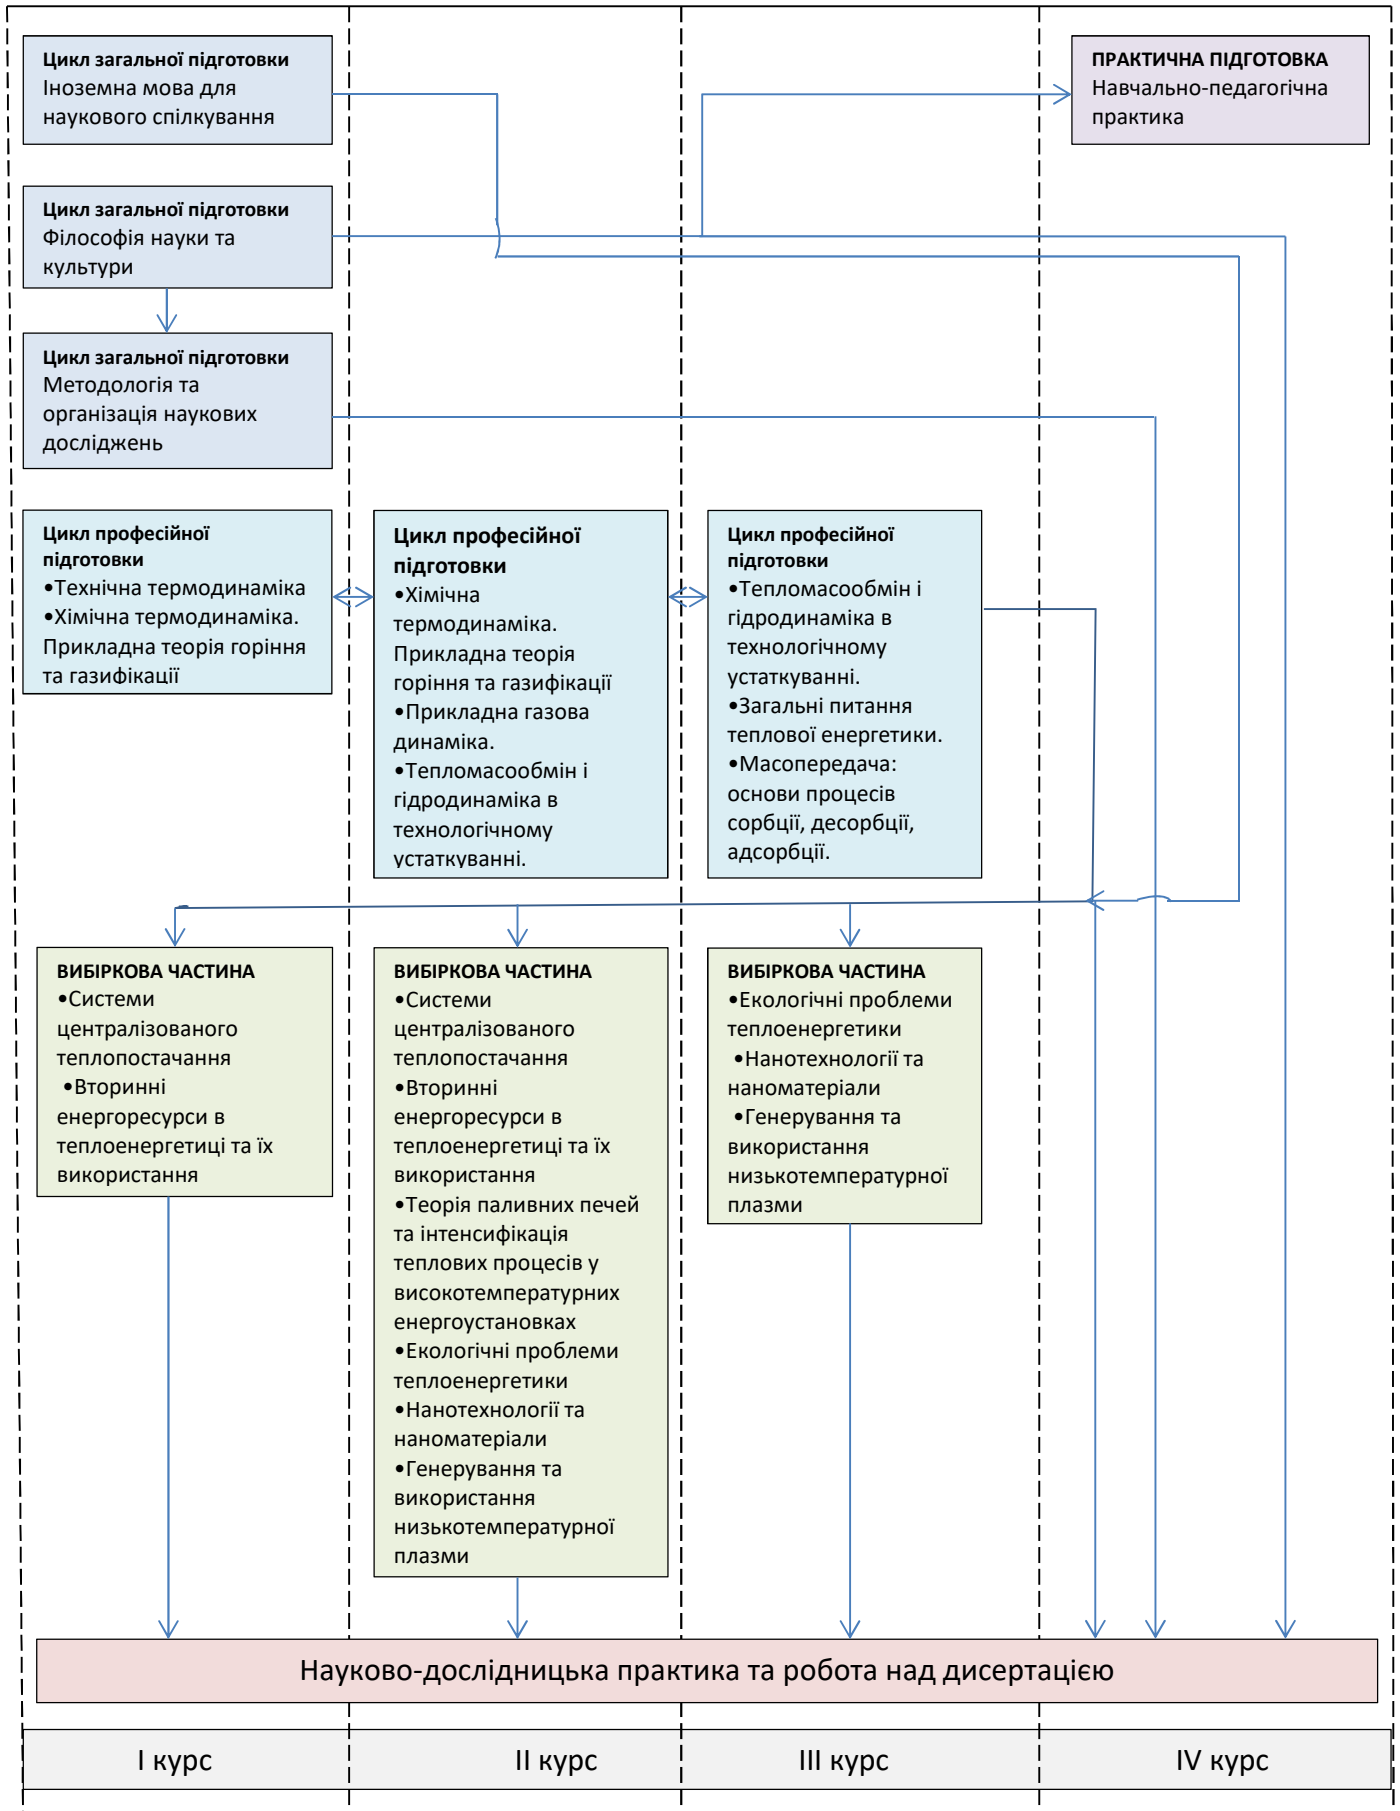 Цикл загальної підготовки
Іноземна мова для
наукового спілкування
ПРАКТИЧНА ПІДГОТОВКА
Навчально-педагогічна
практика
Цикл загальної підготовки
Філософія науки та
культури
Цикл загальної підготовки
Методологія та
організація наукових
досліджень
Цикл професійної
підготовки
•Технічна термодинаміка
•Хімічна термодинаміка.
Прикладна теорія горіння
та газифікації
Цикл професійної
підготовки
•Хімічна
термодинаміка.
Прикладна теорія
горіння та газифікації
•Прикладна газова
динаміка.
•Тепломасообмін і
гідродинаміка в
технологічному
устаткуванні.
Цикл професійної
підготовки
•Тепломасообмін і
гідродинаміка в
технологічному
устаткуванні.
•Загальні питання
теплової енергетики.
•Масопередача:
основи процесів
сорбції, десорбції,
адсорбції.
ВИБІРКОВА ЧАСТИНА
•Системи
централізованого
теплопостачання
•Вторинні
енергоресурси в
теплоенергетиці та їх
використання
ВИБІРКОВА ЧАСТИНА
•Системи
централізованого
теплопостачання
•Вторинні
енергоресурси в
теплоенергетиці та їх
використання
•Теорія паливних печей
та інтенсифікація
теплових процесів у
високотемпературних
енергоустановках
•Екологічні проблеми
теплоенергетики
•Нанотехнології та
наноматеріали
•Генерування та
використання
низькотемпературної
плазми
ВИБІРКОВА ЧАСТИНА
•Екологічні проблеми
теплоенергетики
•Нанотехнології та
наноматеріали
•Генерування та
використання
низькотемпературної
плазми
Науково-дослідницька практика та робота над дисертацією
І курс
ІІ курс
ІІІ курс
IV курс